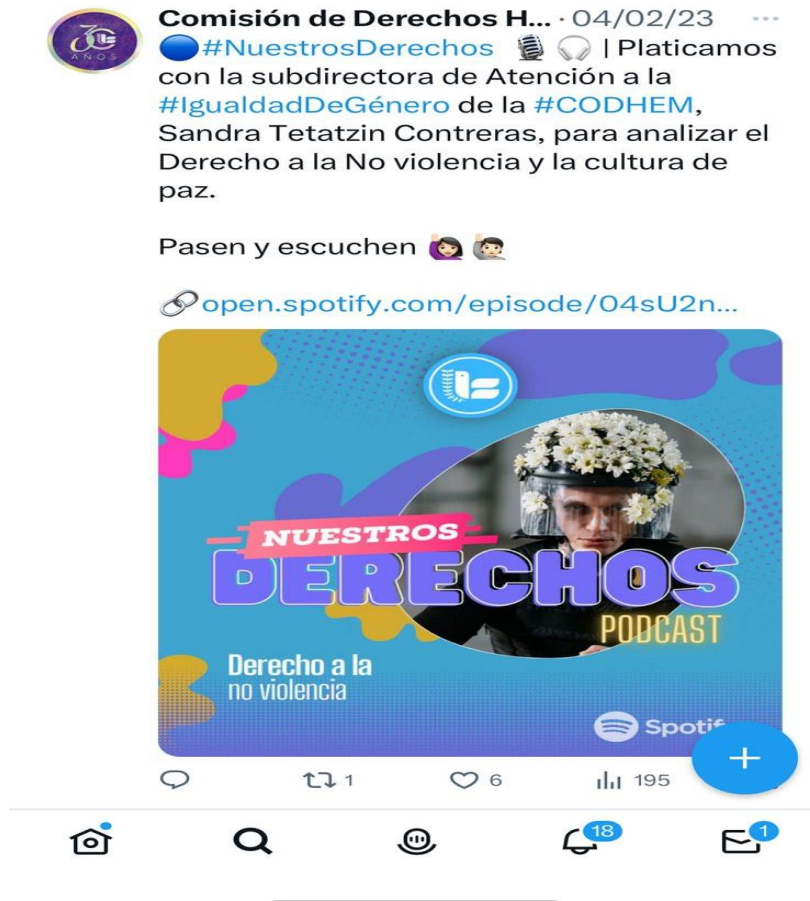 Comisión de Derechos H... · 04/02/23
#NuestrosDerechos | Platicamos
con la subdirectora de Atención a la
#IgualdadDeGénero de la #CODHEM,
Sandra Tetatzin Contreras, para analizar el
Derecho a la No violencia y la cultura de
paz.
Pasen y escuchen
open.spotify.com/episode/04sU2n...
NUESTROS
DERECHOS
PODCAST
Derecho a la
no violencia
Spotif
1 6 195
18 1